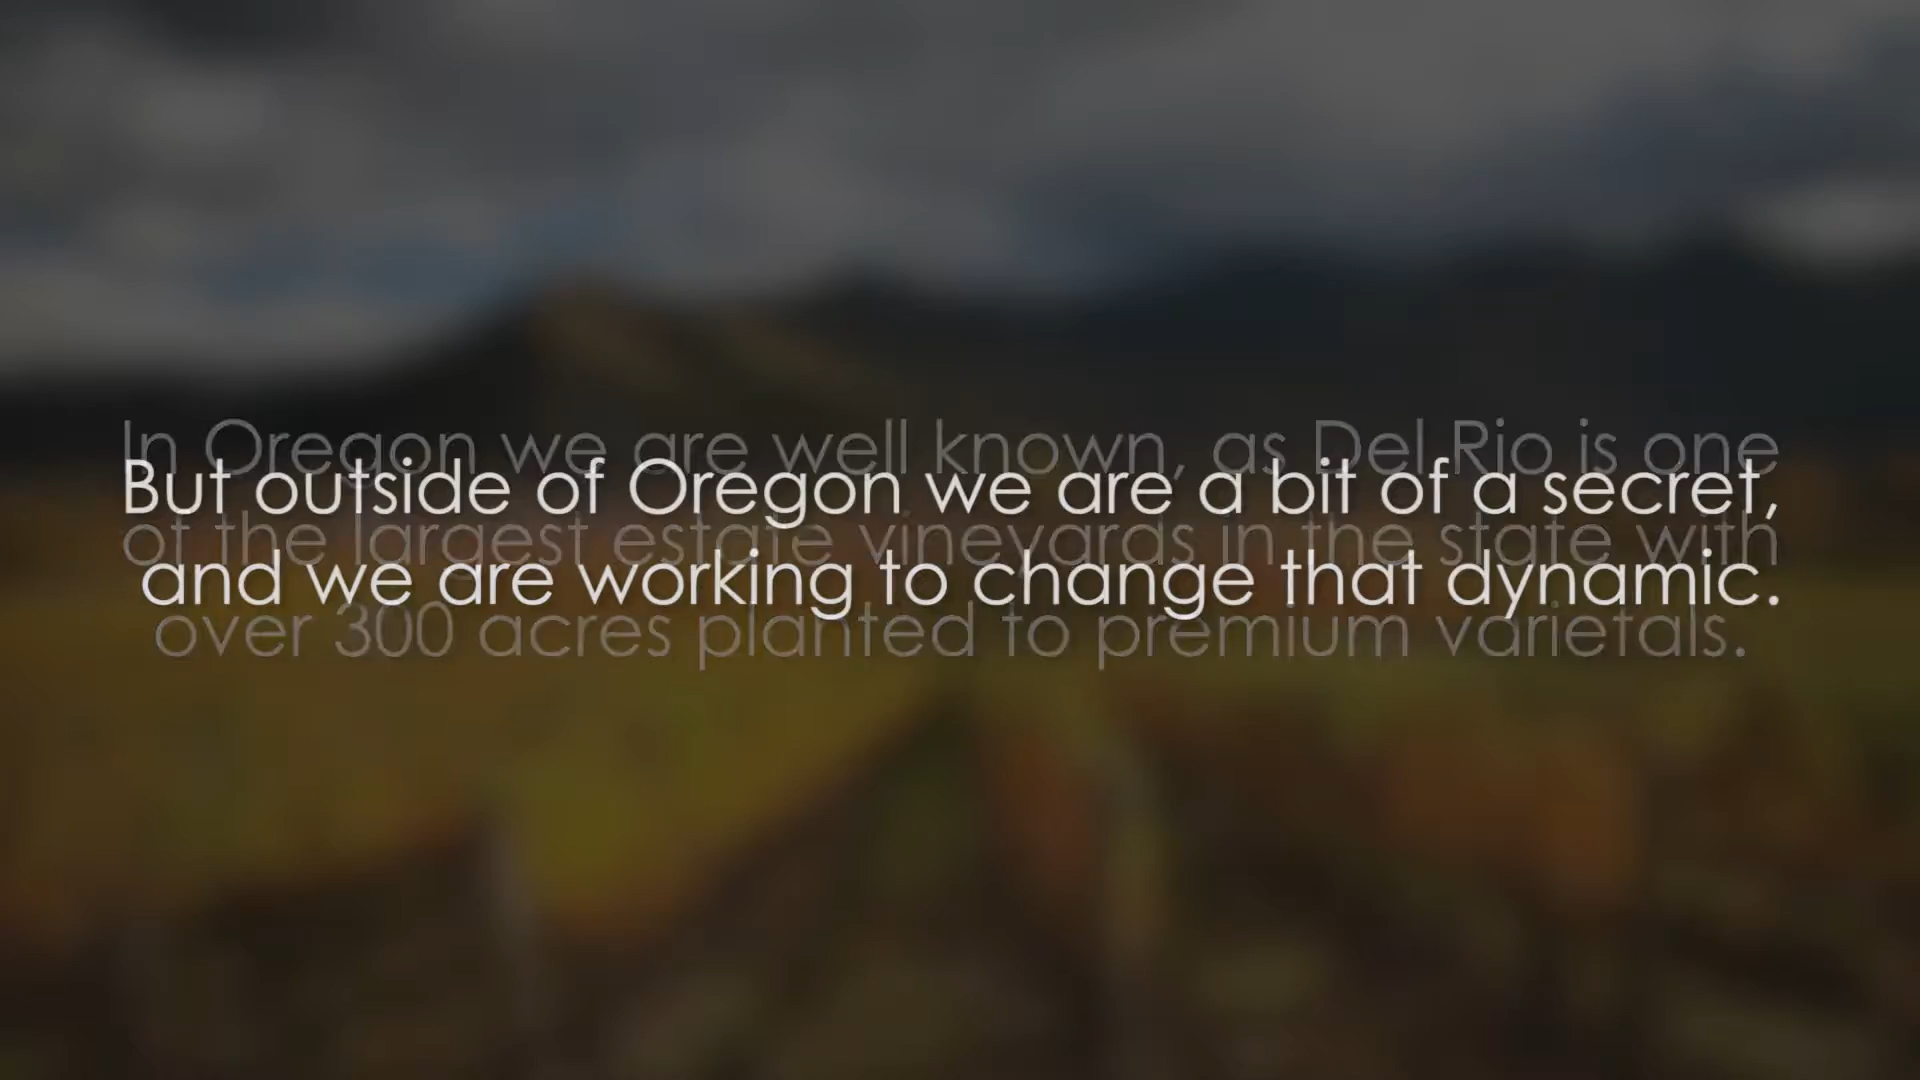 In Oregon we are well known, as Del Rio is one
of the largest estate vineyards in the state with
over 300 acres planted to premium varietals.
But outside of Oregon we are a bit of a secret,
and we are working to change that dynamic.